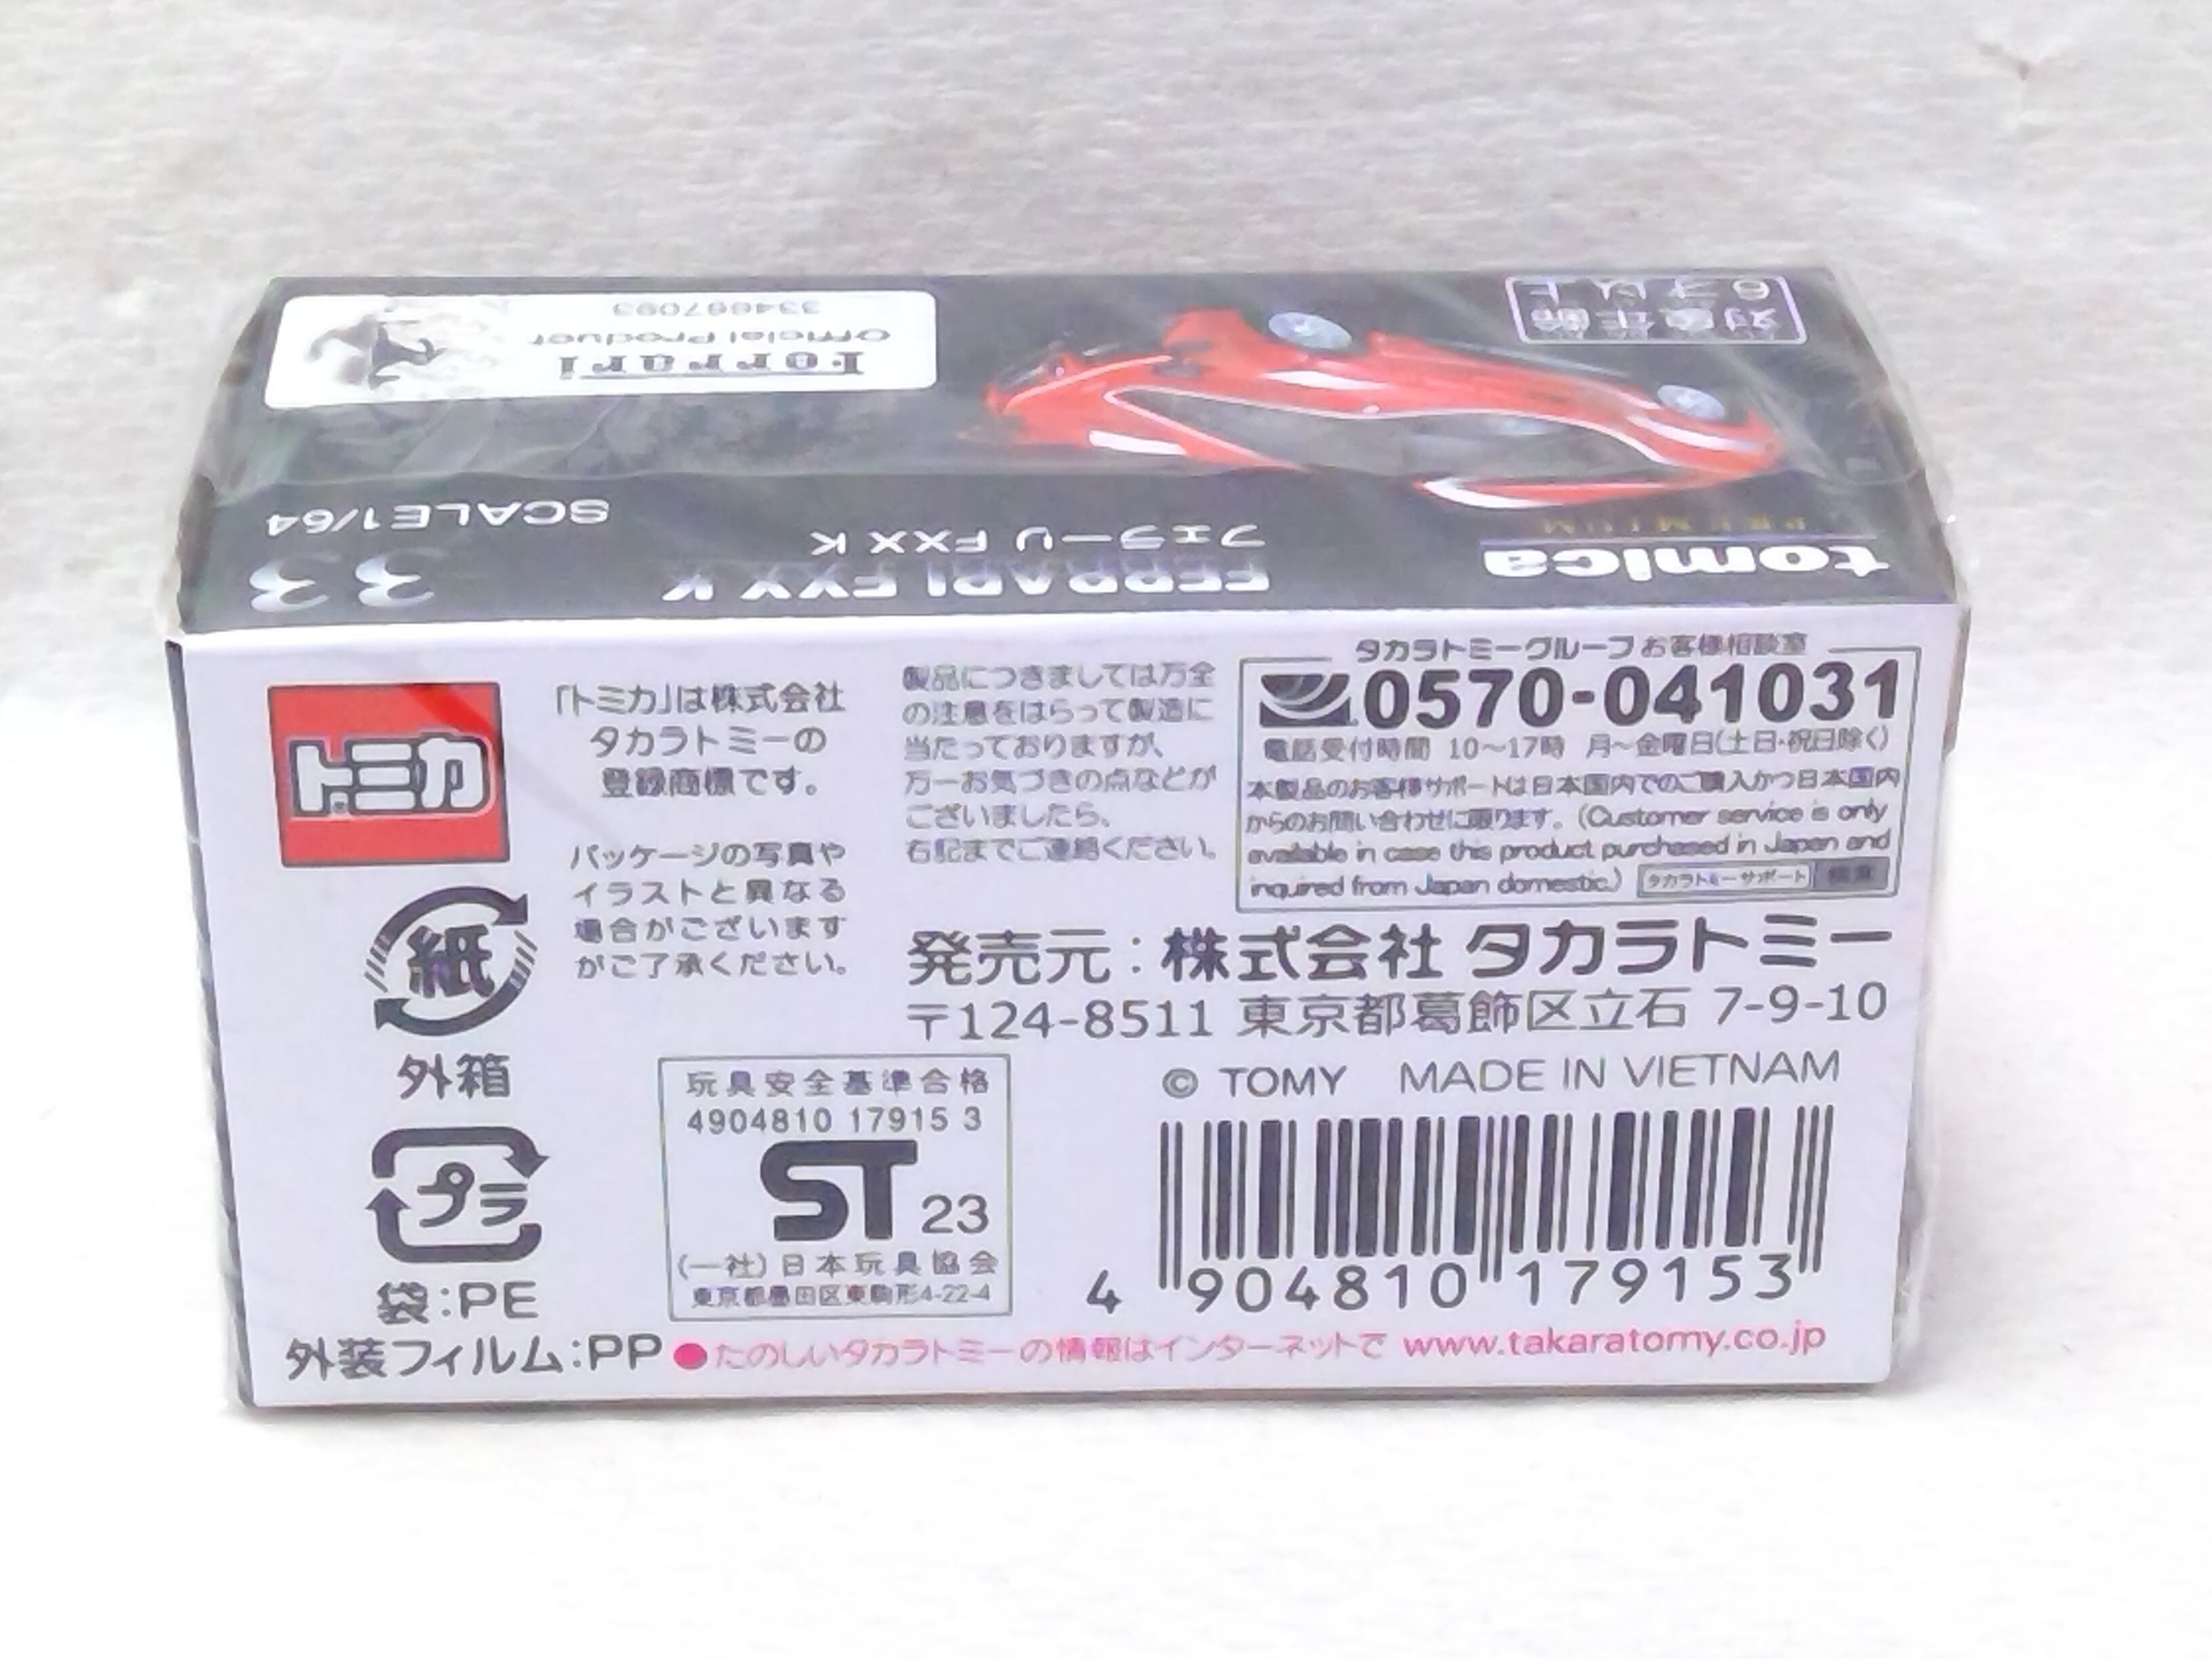 334667093
Official Product
Ferrari
対象年齢
6才以上
SCALE1/64
33
フェラーリ FXX K
FERRARI FXX K
PREMIUM
tomica
トミカ
「トミカ」は株式会社
タカラトミーの
登録商標です。
パッケージの写真や
イラストと異なる
場合がございます
がご了承ください。
製品につきましては万全
の注意をはらって製造に
当たっておりますが、
万一お気づきの点などが
ございましたら、
右記までご連絡ください。
タカラトミーグループお客様相談室
0570-041031
電話受付時間 10〜17時 月〜金曜日(土日・祝日除く)
本製品のお客様サポートは日本国内でのご購入かつ日本国内
からのお問い合わせに限ります。(Customer service is only
available in case this product purchased in Japan and
inquired from Japan domestic.) タカラトミーサポート 検索
発売元：株式会社 タカラトミー
〒124-8511 東京都葛飾区立石 7-9-10
紙
外箱
プラ
袋：PE
外装フィルム：PP
玩具安全基準合格
4904810 17915 3
ST 23
(一社)日本玩具協会
東京都墨田区東駒形4-22-4
© TOMY MADE IN VIETNAM
4 904810 179153
●たのしいタカラトミーの情報はインターネットで www.takaratomy.co.jp